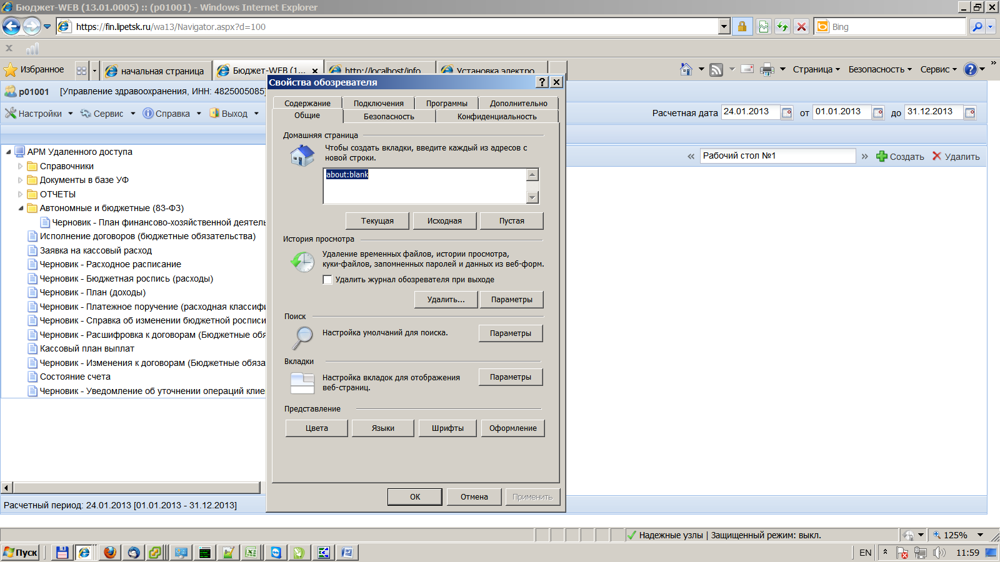 Бюджет-WEB (13.01.0005) :: (p01001) - Windows Internet Explorer
https://fin.lipetsk.ru/wa13/Navigator.aspx?d=100
Bing
x
Избранное
начальная страница
Бюджет-WEB (1... x
http://localhost/info
Установка электро
Страница
Безопасность
Сервис
»
p01001 [Управление здравоохранения, ИНН: 4825005085]
Настройки
Сервис
Справка
Выход
Расчетная дата 24.01.2013 от 01.01.2013 до 31.12.2013
« Рабочий стол №1 » Создать Удалить
АРМ Удаленного доступа
Справочники
Документы в базе УФ
ОТЧЕТЫ
Автономные и бюджетные (83-ФЗ)
Черновик - План финансово-хозяйственной деятель
Исполнение договоров (бюджетные обязательства)
Заявка на кассовый расход
Черновик - Расходное расписание
Черновик - Бюджетная роспись (расходы)
Черновик - План (доходы)
Черновик - Платежное поручение (расходная классифи
Черновик - Справка об изменении бюджетной росписи
Черновик - Расшифровка к договорам (Бюджетные обя
Кассовый план выплат
Черновик - Изменения к договорам (Бюджетные обяза
Состояние счета
Черновик - Уведомление об уточнении операций клие
Расчетный период: 24.01.2013 [01.01.2013 - 31.12.2013]
Свойства обозревателя
? X
Содержание
Подключения
Программы
Дополнительно
Общие
Безопасность
Конфиденциальность
Домашняя страница
Чтобы создать вкладки, введите каждый из адресов с
новой строки.
about:blank
Текущая
Исходная
Пустая
История просмотра
Удаление временных файлов, истории просмотра,
куки-файлов, запомненных паролей и данных из веб-форм.
Удалить журнал обозревателя при выходе
Удалить...
Параметры
Поиск
Настройка умолчаний для поиска.
Параметры
Вкладки
Настройка вкладок для отображения
веб-страниц.
Параметры
Представление
Цвета
Языки
Шрифты
Оформление
ОК
Отмена
Применить
Надежные узлы | Защищенный режим: выкл.
125%
Пуск
EN
11:59